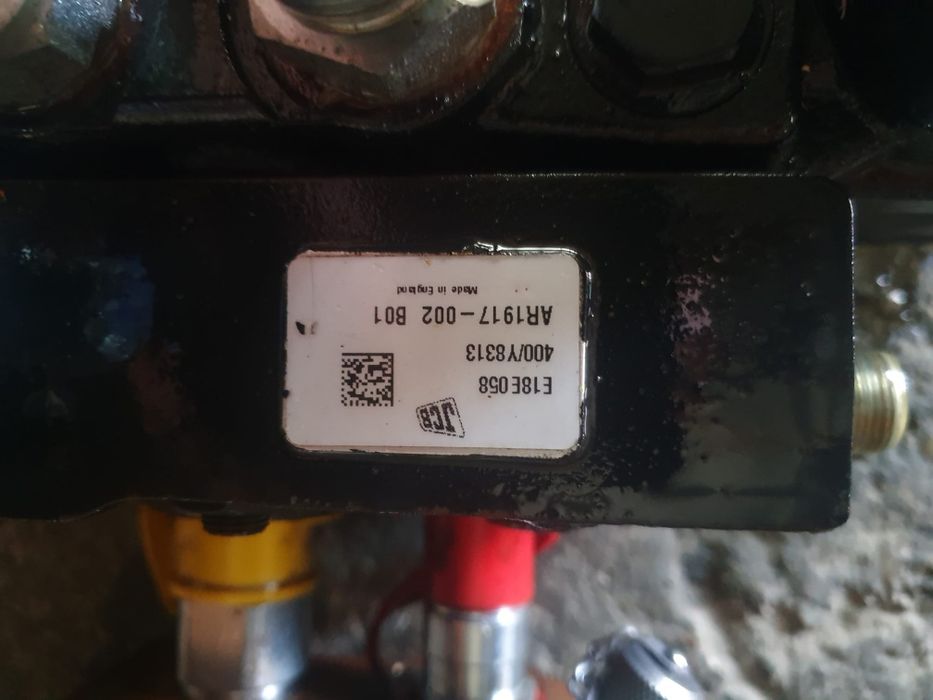 JCB
E18E058
400/Y8313
AR1917-002 B01
Made in England